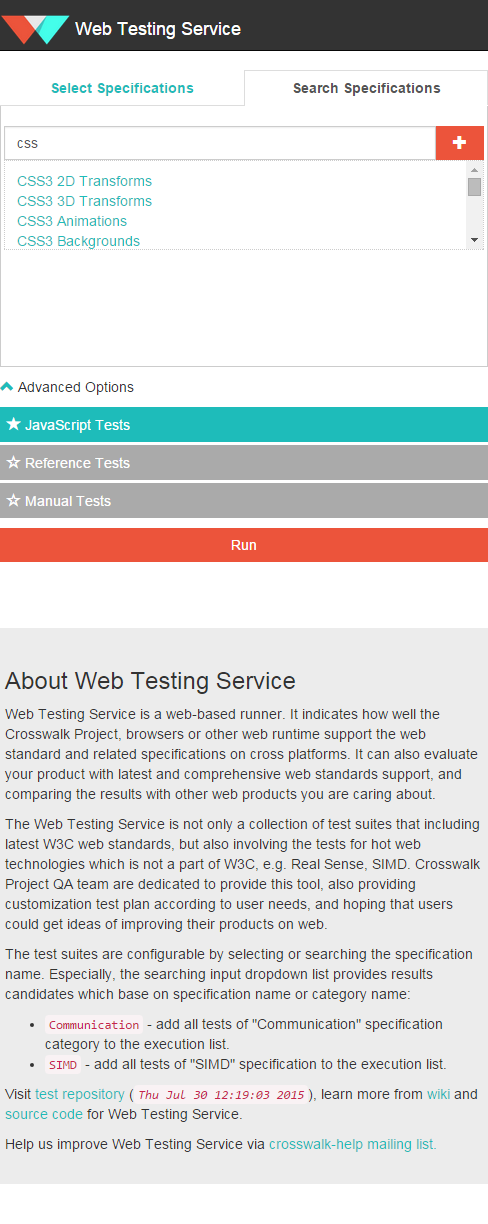 Web Testing Service
Select Specifications
Search Specifications
css
CSS3 2D Transforms
CSS3 3D Transforms
CSS3 Animations
CSS3 Backgrounds
Advanced Options
JavaScript Tests
Reference Tests
Manual Tests
Run
About Web Testing Service
Web Testing Service is a web-based runner. It indicates how well the
Crosswalk Project, browsers or other web runtime support the web
standard and related specifications on cross platforms. It can also evaluate
your product with latest and comprehensive web standards support, and
comparing the results with other web products you are caring about.
The Web Testing Service is not only a collection of test suites that including
latest W3C web standards, but also involving the tests for hot web
technologies which is not a part of W3C, e.g. Real Sense, SIMD. Crosswalk
Project QA team are dedicated to provide this tool, also providing
customization test plan according to user needs, and hoping that users
could get ideas of improving their products on web.
The test suites are configurable by selecting or searching the specification
name. Especially, the searching input dropdown list provides results
candidates which base on specification name or category name:
• Communication - add all tests of "Communication" specification
category to the execution list.
• SIMD - add all tests of "SIMD" specification to the execution list.
Visit test repository ( Thu Jul 30 12:19:03 2015 ), learn more from wiki and
source code for Web Testing Service.
Help us improve Web Testing Service via crosswalk-help mailing list.